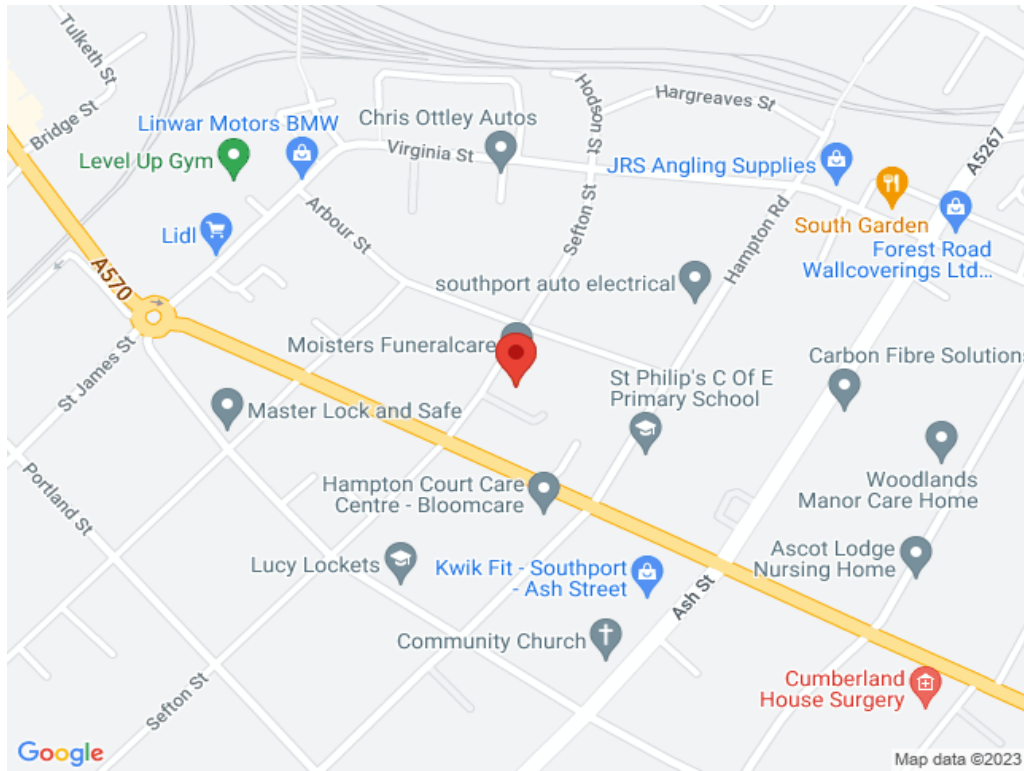 Tulketh St
Bridge St
Hodson St
Hargreaves St
A5267
Chris Ottley Autos
Linwar Motors BMW
Level Up Gym
Virginia St
JRS Angling Supplies
South Garden
Forest Road
Wallcoverings Ltd...
Lidl
Arbour St
Sefton St
Hampton Rd
A570
southport auto electrical
Moisters Funeralcare
St James St
St Philip's C Of E
Primary School
Carbon Fibre Solutions
Master Lock and Safe
Portland St
Hampton Court Care
Centre - Bloomcare
Woodlands
Manor Care Home
Lucy Lockets
Kwik Fit - Southport
- Ash Street
Ascot Lodge
Nursing Home
Ash St
Community Church
Sefton St
Cumberland
House Surgery
Google
Map data ©2023